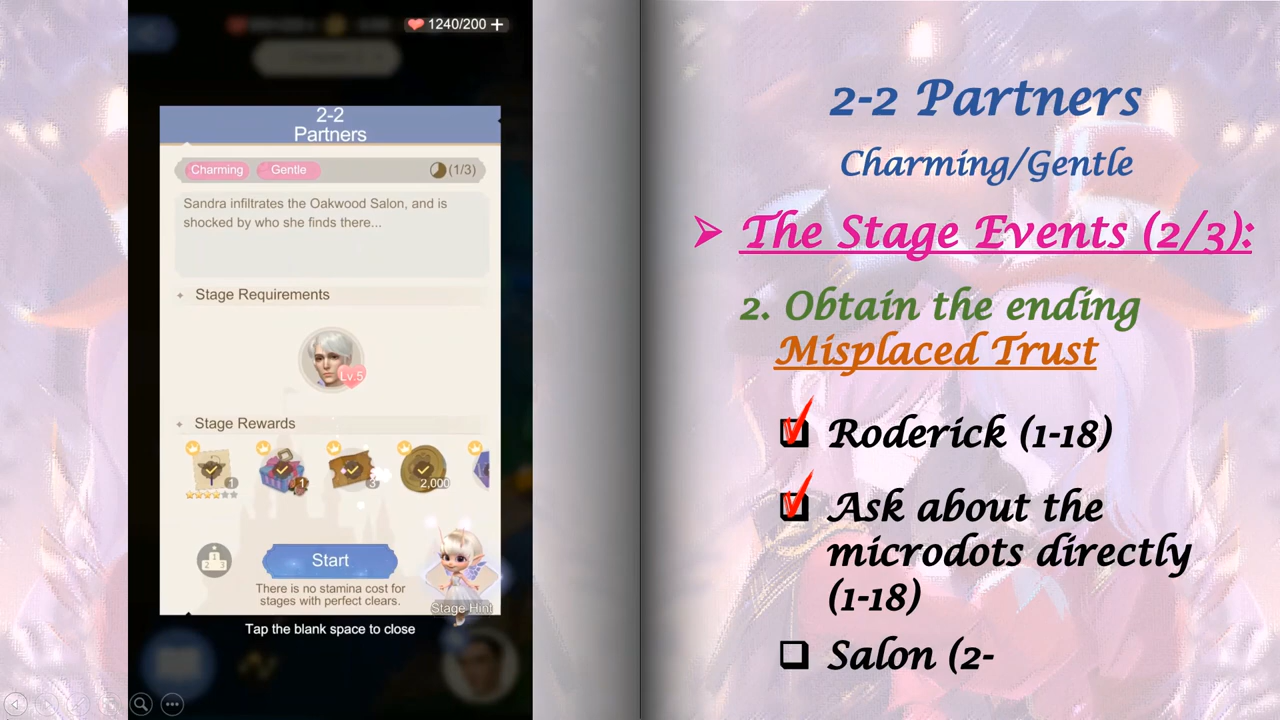 1240/200 +
2-2
Partners
Charming
Gentle
(1/3)
Sandra infiltrates the Oakwood Salon, and is
shocked by who she finds there...
Stage Requirements
Lv.5
Stage Rewards
1
1
3
2,000
Start
There is no stamina cost for
stages with perfect clears.
Stage Hint
Tap the blank space to close
2-2 Partners
Charming/Gentle
The Stage Events (2/3):
2. Obtain the ending
Misplaced Trust
Roderick (1-18)
Ask about the
microdots directly
(1-18)
Salon (2-